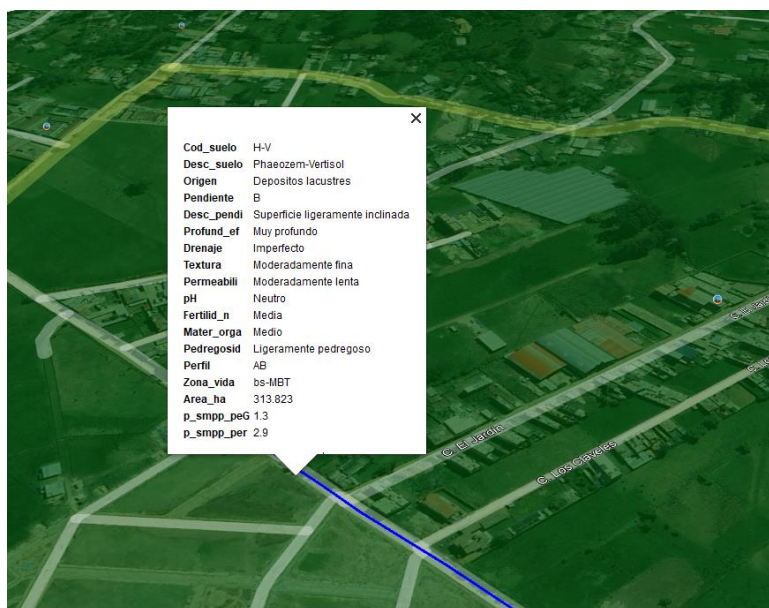 Cod_suelo H-V
Desc_suelo Phaeozem-Vertisol
Origen Depositos lacustres
Pendiente B
Desc_pendi Superficie ligeramente inclinada
Profund_ef Muy profundo
Drenaje Imperfecto
Textura Moderadamente fina
Permeabili Moderadamente lenta
pH Neutro
Fertilid_n Media
Mater_orga Medio
Pedregosid Ligeramente pedregoso
Perfil AB
Zona_vida bs-MBT
Area_ha 313.823
p_smpp_peG 1.3
p_smpp_per 2.9
C. El Jardín
C. Los Claveles